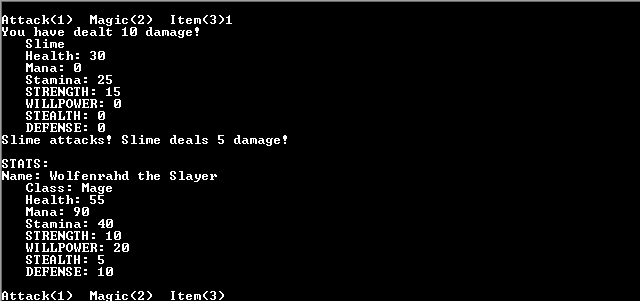 Attack(1)  Magic(2)  Item(3)1
You have dealt 10 damage!
Slime
Health: 30
Mana: 0
Stamina: 25
STRENGTH: 15
WILLPOWER: 0
STEALTH: 0
DEFENSE: 0
Slime attacks! Slime deals 5 damage!
STATS:
Name: Wolfenrahd the Slayer
Class: Mage
Health: 55
Mana: 90
Stamina: 40
STRENGTH: 10
WILLPOWER: 20
STEALTH: 5
DEFENSE: 10
Attack(1)  Magic(2)  Item(3)